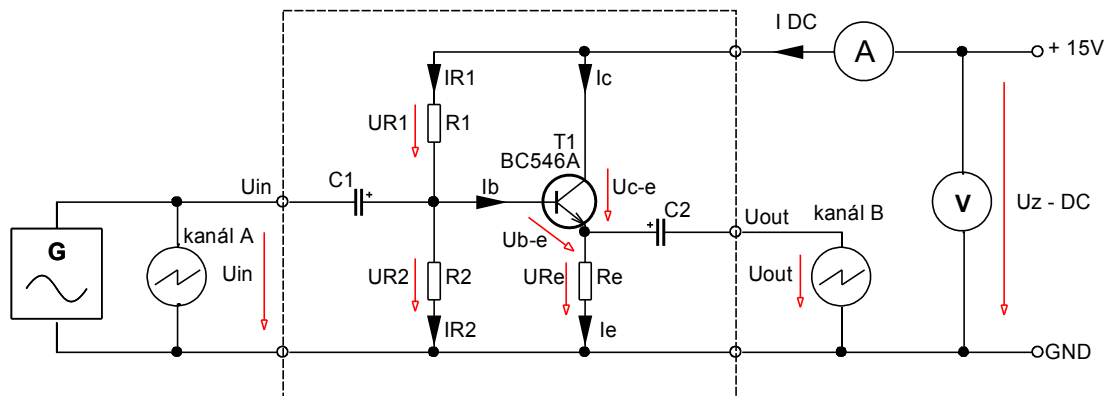 I DC
A
+ 15V
IR1
Ic
UR1
R1
T1
BC546A
Uin
C1
+
Ib
Uc-e
+
C2
Uout
kanál B
V
Uz - DC
G
kanál A
Uin
Ub-e
UR2
R2
URe
Re
Uout
IR2
Ie
GND